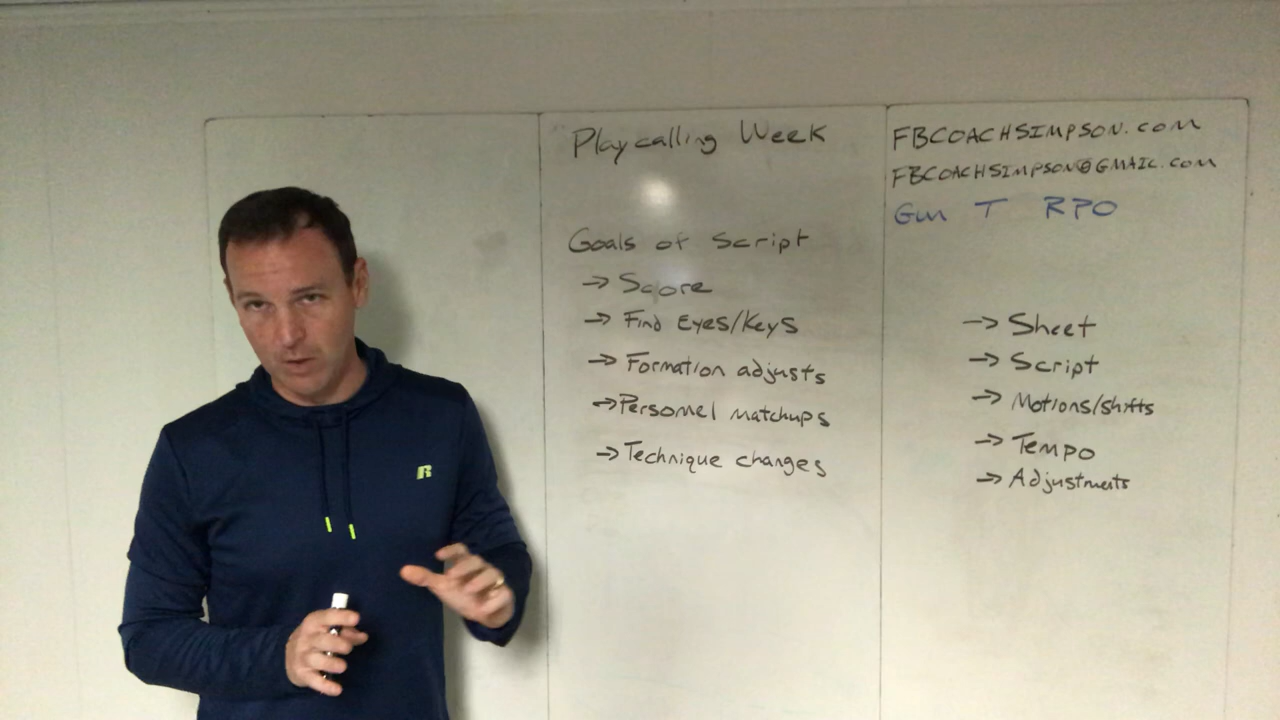 Playcalling Week
Goals of Script
→ Score
→ Find Eyes/Keys
→ Formation adjusts
→ Personel matchups
→ Technique changes
FBCOACHSIMPSON.COM
FBCOACHSIMPSON@GMAIL.COM
Gun T RPO
→ Sheet
→ Script
→ Motions/shifts
→ Tempo
→ Adjustments
R